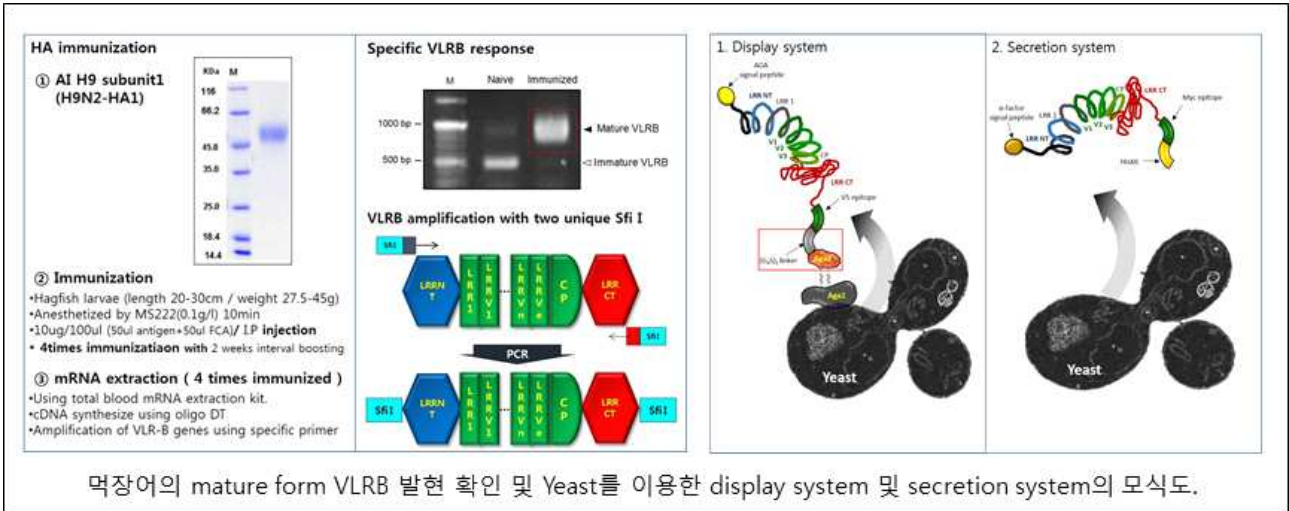 HA immunization
① AI H9 subunit1
(H9N2-HA1)
KDa M
116
66.2
45.0
35.0
25.0
18.4
14.4
② Immunization
•Hagfish larvae (length 20-30cm / weight 27.5-45g)
•Anesthetized by MS222(0.1g/l) 10min
•10ug/100ul (50ul antigen+50ul FCA)/ I.P injection
• 4times immunizatiaon with 2 weeks interval boosting
③ mRNA extraction ( 4 times immunized )
•Using total blood mRNA extraction kit.
•cDNA synthesize using oligo DT
•Amplification of VLR-B genes using specific primer
Specific VLRB response
M Naive Immunized
1000 bp
Mature VLRB
500 bp
Immature VLRB
VLRB amplification with two unique Sfi I
SfiI
LRRN
T
LRR1
LRRV1
LRRVn
LRRVe
CP
LRR
CT
SfiI
PCR
SfiI
LRRN
T
LRR1
LRRV1
LRRVn
LRRVe
CP
LRR
CT
SfiI
1. Display system
AGA
signal peptide
LRR NT
LRR 1
V1
V2
V3
CP
LRR CT
V5 epitope
(G₄S)₃ linker
Aga2
Aga1
Yeast
2. Secretion system
α-factor
signal peptide
LRR NT
LRR 1
V1
V2
V3
CP
LRR CT
Myc epitope
Yeast
먹장어의 mature form VLRB 발현 확인 및 Yeast를 이용한 display system 및 secretion system의 모식도.